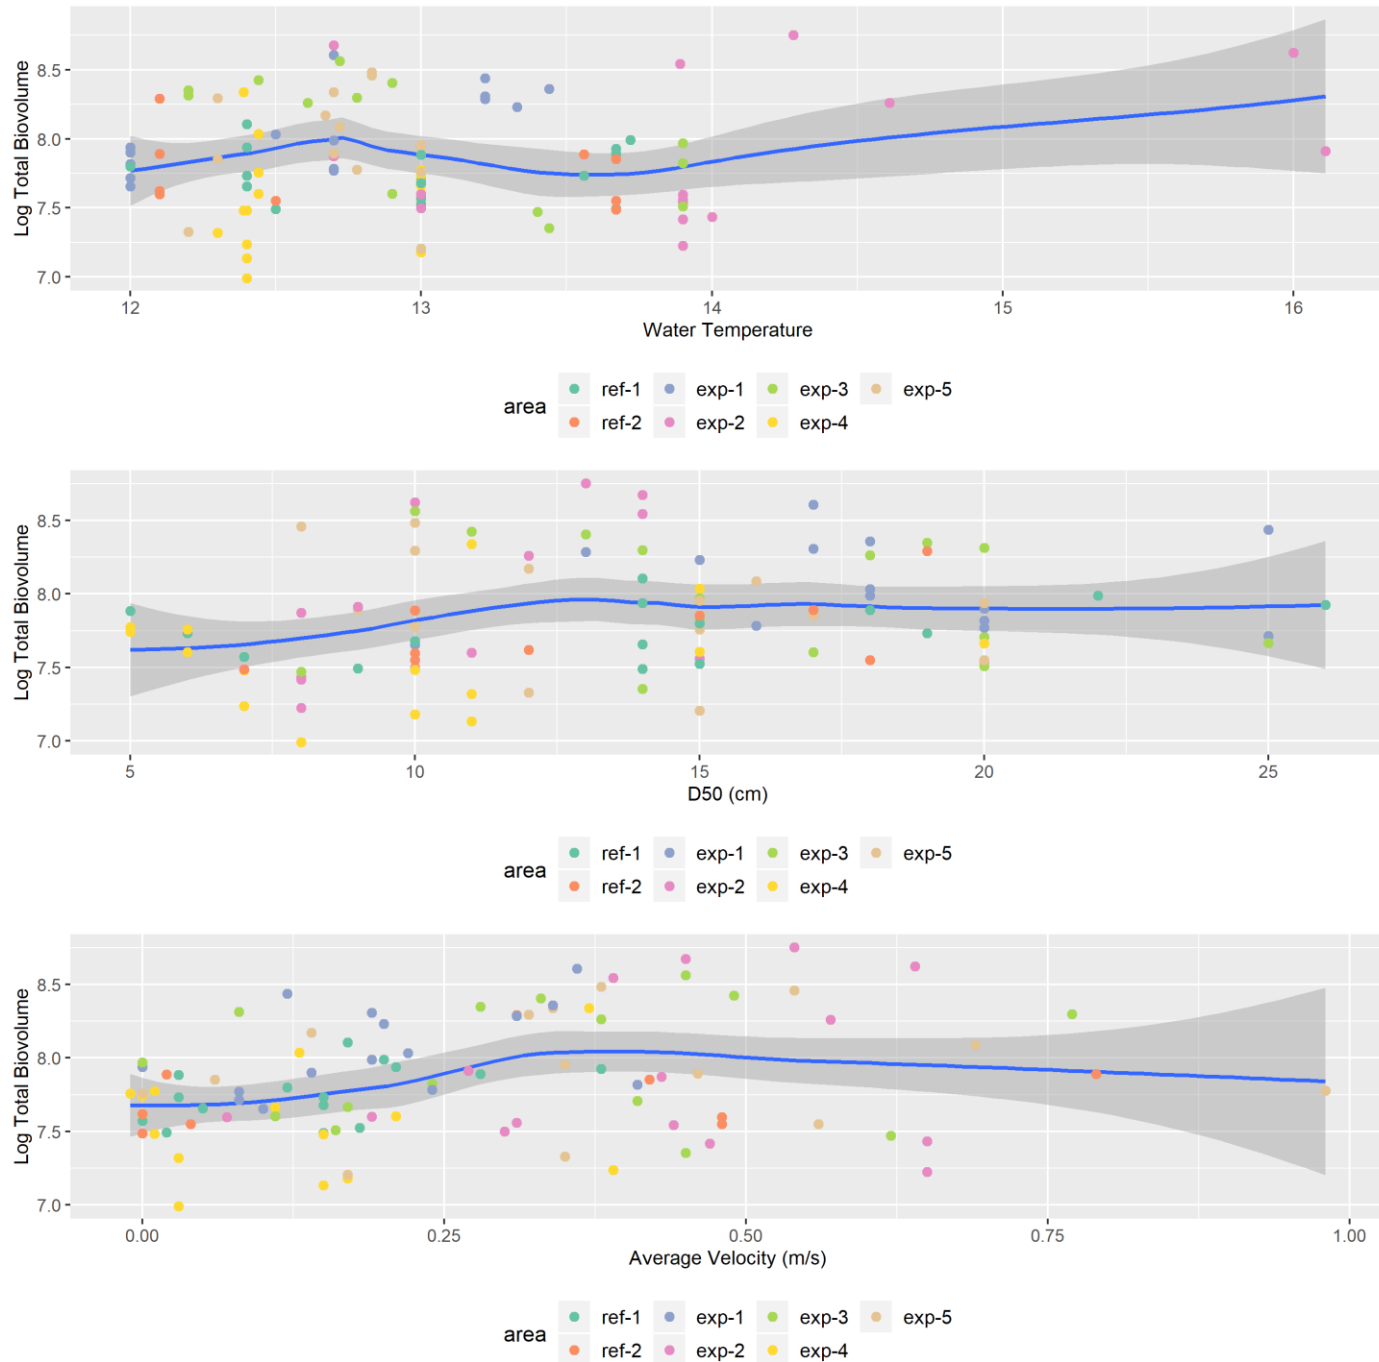 Log Total Biovolume
8.5
8.0
7.5
7.0
12 13 14 15 16
Water Temperature
area
ref-1 exp-1 exp-3 exp-5
ref-2 exp-2 exp-4
Log Total Biovolume
8.5
8.0
7.5
7.0
5 10 15 20 25
D50 (cm)
area
ref-1 exp-1 exp-3 exp-5
ref-2 exp-2 exp-4
Log Total Biovolume
8.5
8.0
7.5
7.0
0.00 0.25 0.50 0.75 1.00
Average Velocity (m/s)
area
ref-1 exp-1 exp-3 exp-5
ref-2 exp-2 exp-4